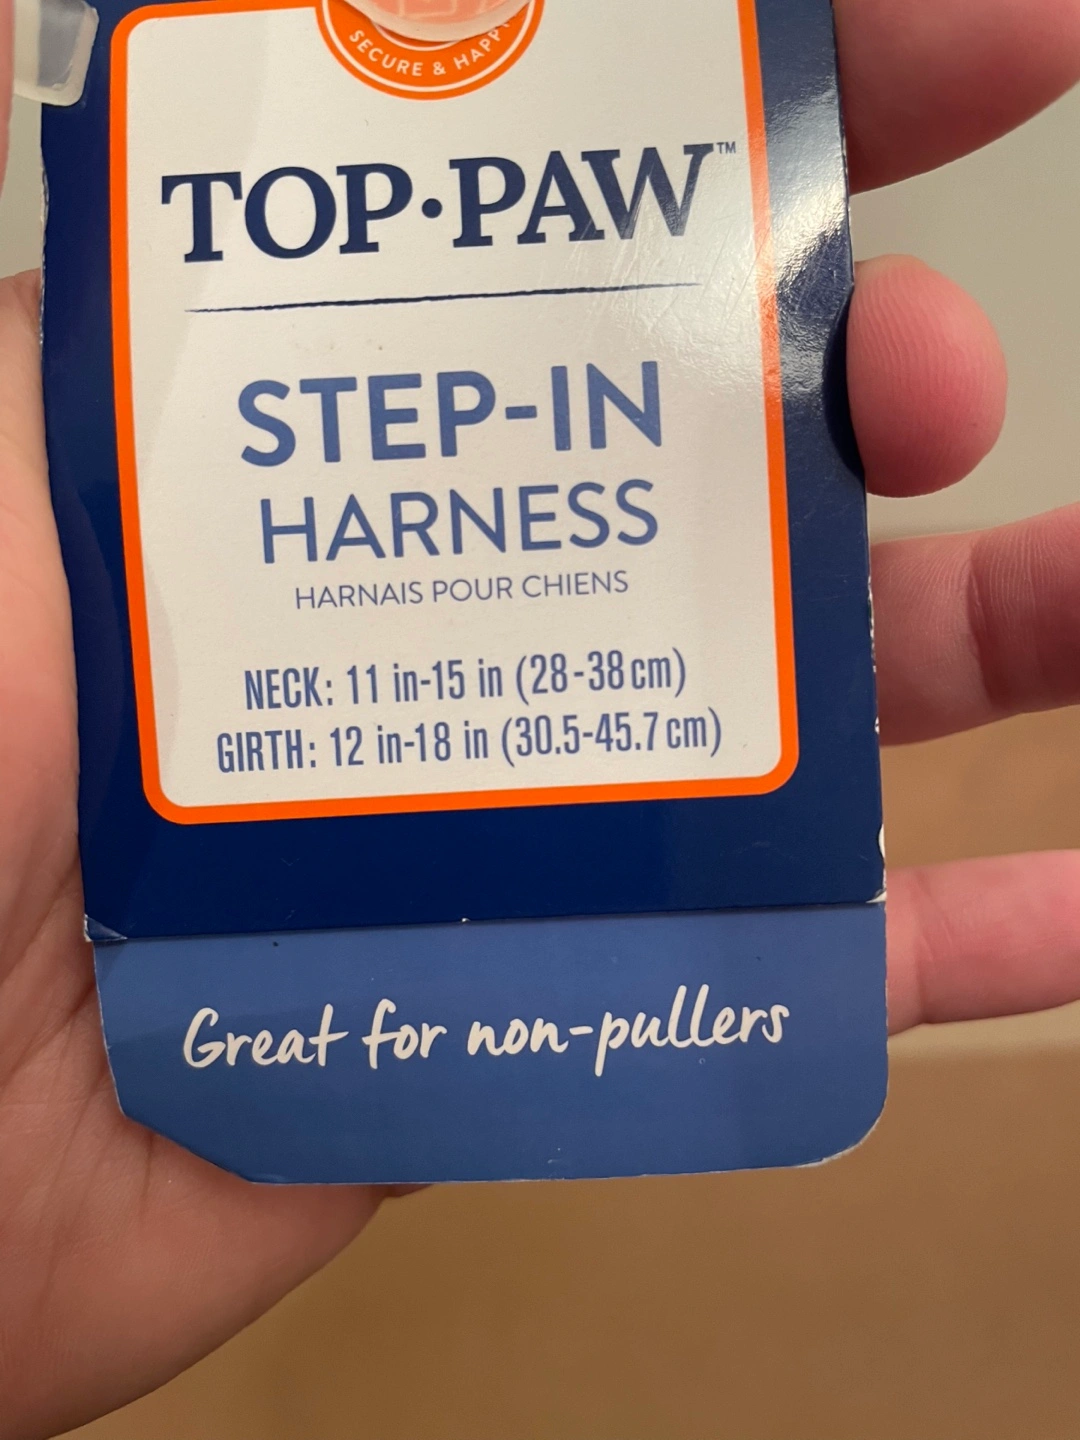 SECURE & HAPPY
TOP·PAW™
STEP-IN
HARNESS
HARNAIS POUR CHIENS
NECK: 11 in-15 in (28-38 cm)
GIRTH: 12 in-18 in (30.5-45.7 cm)
Great for non-pullers